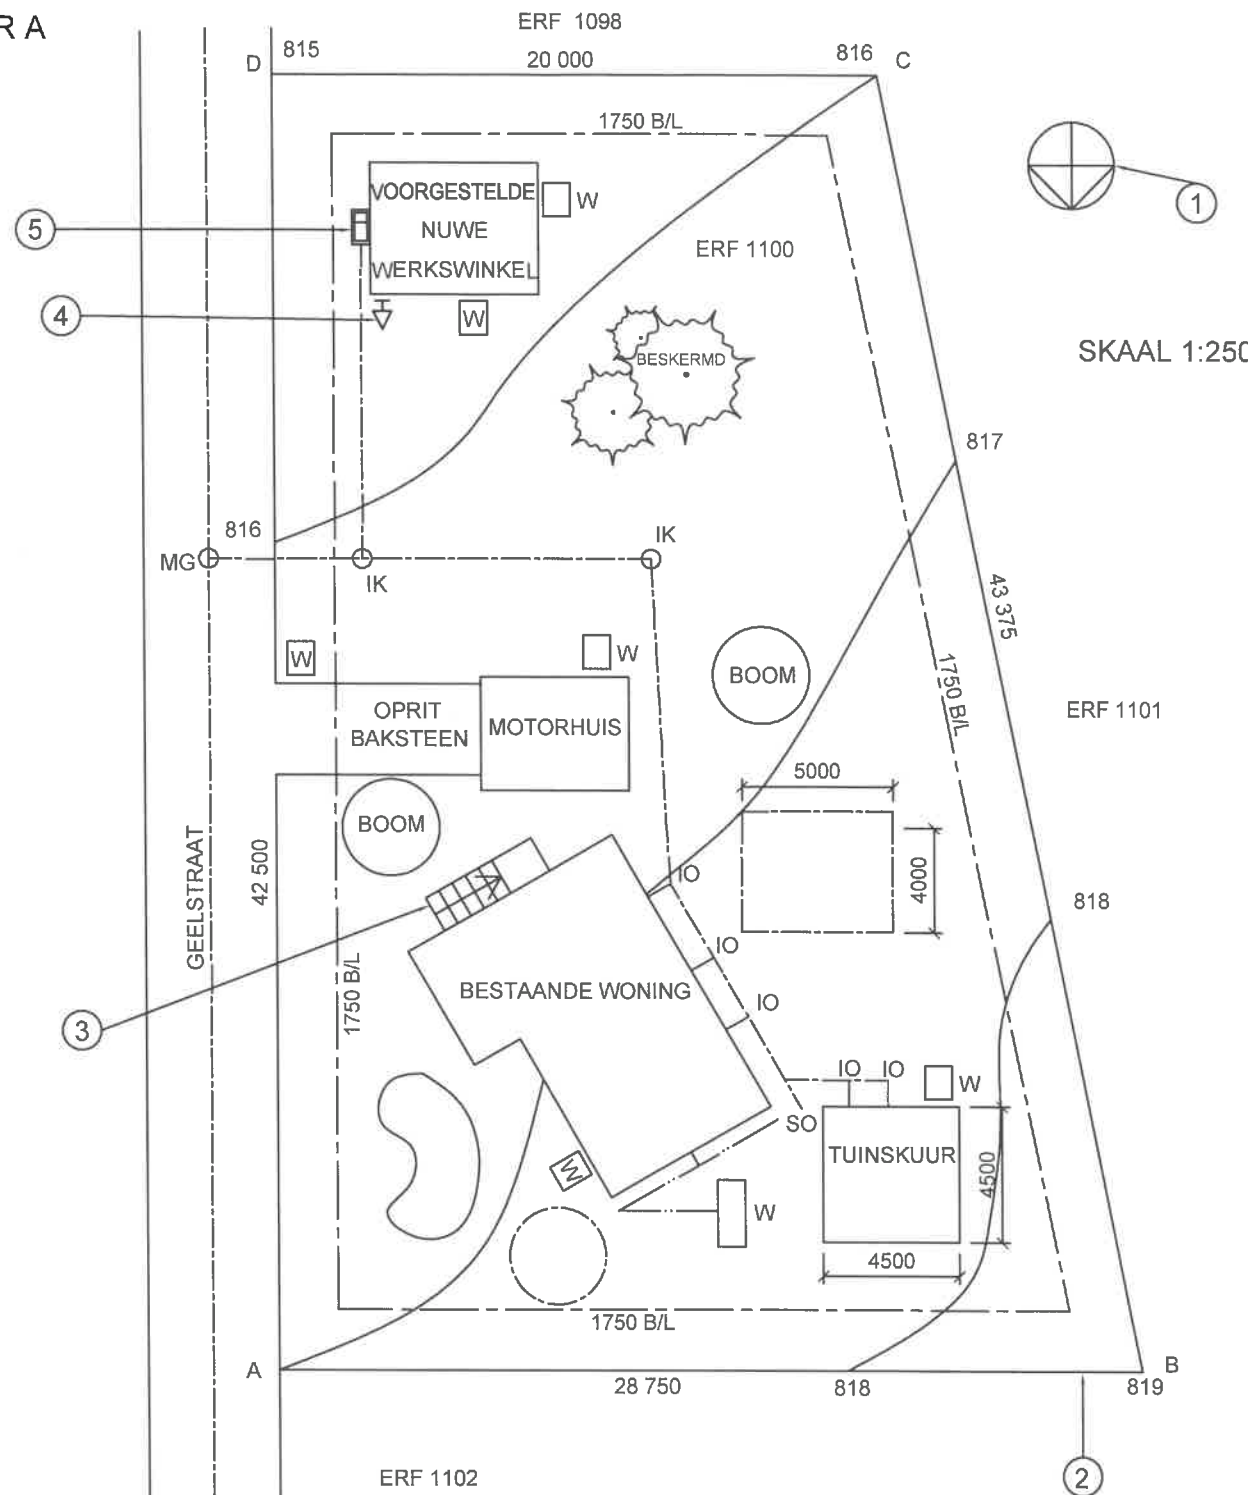 R A
ERF 1098
D
815
20 000
816
C
1750 B/L
VOORGESTELDE
NUWE
WERKSWINKEL
W
W
5
4
1
ERF 1100
BESKERMD
SKAAL 1:250
817
816
MG
IK
IK
43 375
W
W
OPRIT
BAKSTEEN
MOTORHUIS
BOOM
1750 B/L
ERF 1101
5000
BOOM
4000
GEELSTRAAT
42 500
IO
818
IO
BESTAANDE WONING
IO
3
1750 B/L
IO
IO
W
SO
TUINSKUUR
4500
W
W
4500
1750 B/L
A
28 750
818
819
B
ERF 1102
2